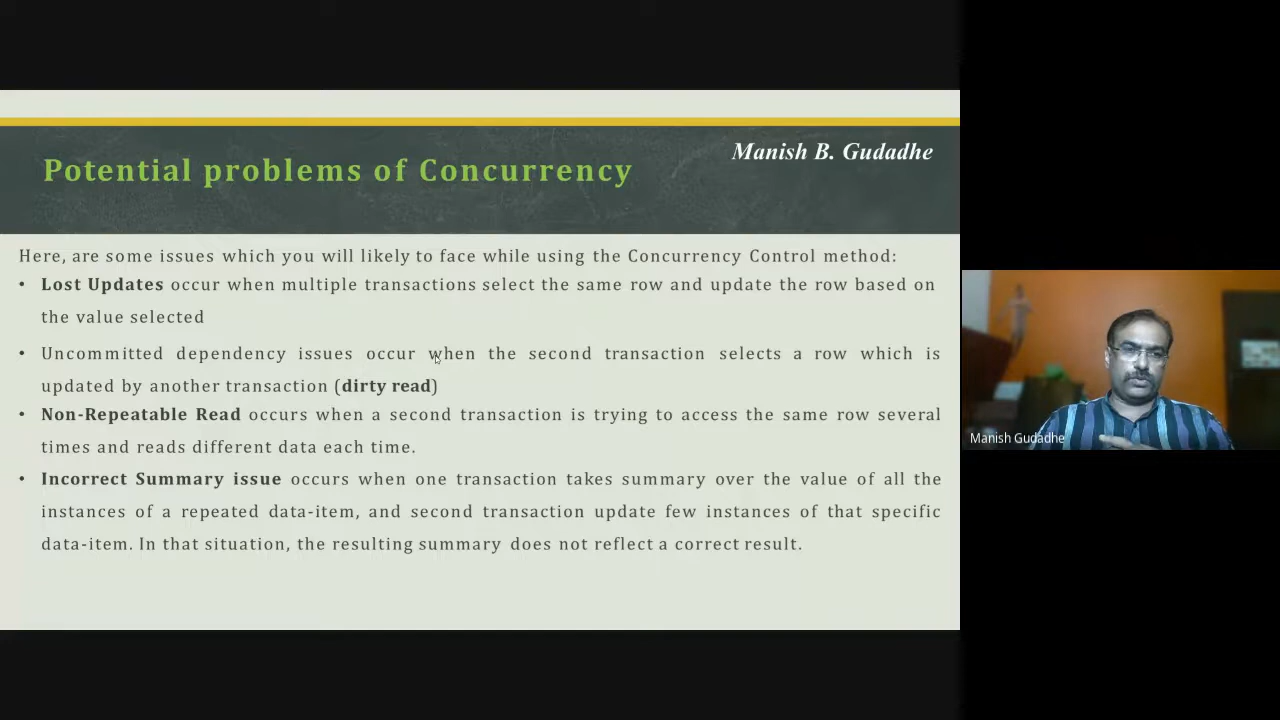 Potential problems of Concurrency
Manish B. Gudadhe
Here, are some issues which you will likely to face while using the Concurrency Control method:
• Lost Updates occur when multiple transactions select the same row and update the row based on
the value selected
• Uncommitted dependency issues occur when the second transaction selects a row which is
updated by another transaction (dirty read)
• Non-Repeatable Read occurs when a second transaction is trying to access the same row several
times and reads different data each time.
• Incorrect Summary issue occurs when one transaction takes summary over the value of all the
instances of a repeated data-item, and second transaction update few instances of that specific
data-item. In that situation, the resulting summary does not reflect a correct result.
Manish Gudadhe